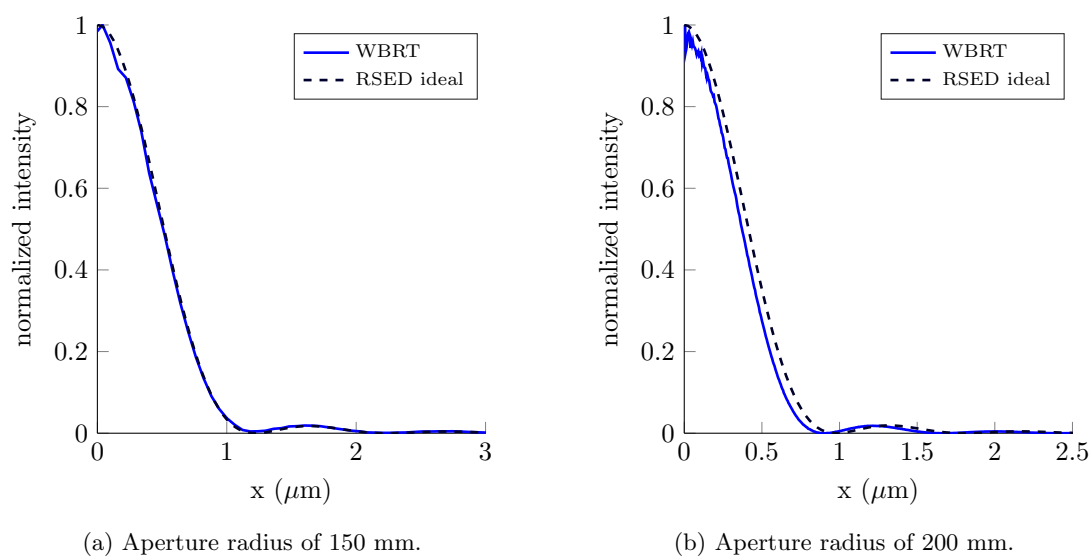 1
0.8
0.6
0.4
0.2
0
normalized intensity
0
1
2
3
x (μm)
WBRT
RSED ideal
(a) Aperture radius of 150 mm.
1
0.8
0.6
0.4
0.2
0
normalized intensity
0
0.5
1
1.5
2
2.5
x (μm)
WBRT
RSED ideal
(b) Aperture radius of 200 mm.